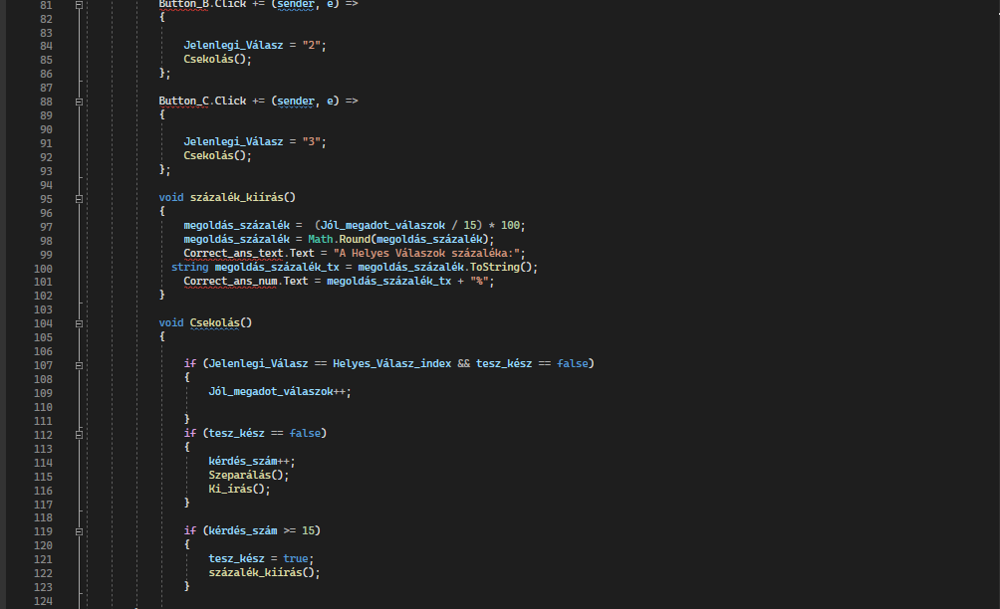 81 Button_B.Click += (sender, e) =>
82 {
83
84 Jelenlegi_Válasz = "2";
85 Csekolás();
86 };
87
88 Button_C.Click += (sender, e) =>
89 {
90
91 Jelenlegi_Válasz = "3";
92 Csekolás();
93 };
94
95 void százalék_kiírás()
96 {
97 megoldás_százalék =  (Jól_megadot_válaszok / 15) * 100;
98 megoldás_százalék = Math.Round(megoldás_százalék);
99 Correct_ans_text.Text = "A Helyes Válaszok százaléka:";
100 string megoldás_százalék_tx = megoldás_százalék.ToString();
101 Correct_ans_num.Text = megoldás_százalék_tx + "%";
102 }
103
104 void Csekolás()
105 {
106
107 if (Jelenlegi_Válasz == Helyes_Válasz_index && tesz_kész == false)
108 {
109 Jól_megadot_válaszok++;
110
111 }
112 if (tesz_kész == false)
113 {
114 kérdés_szám++;
115 Szeparálás();
116 Ki_írás();
117 }
118
119 if (kérdés_szám >= 15)
120 {
121 tesz_kész = true;
122 százalék_kiírás();
123 }
124